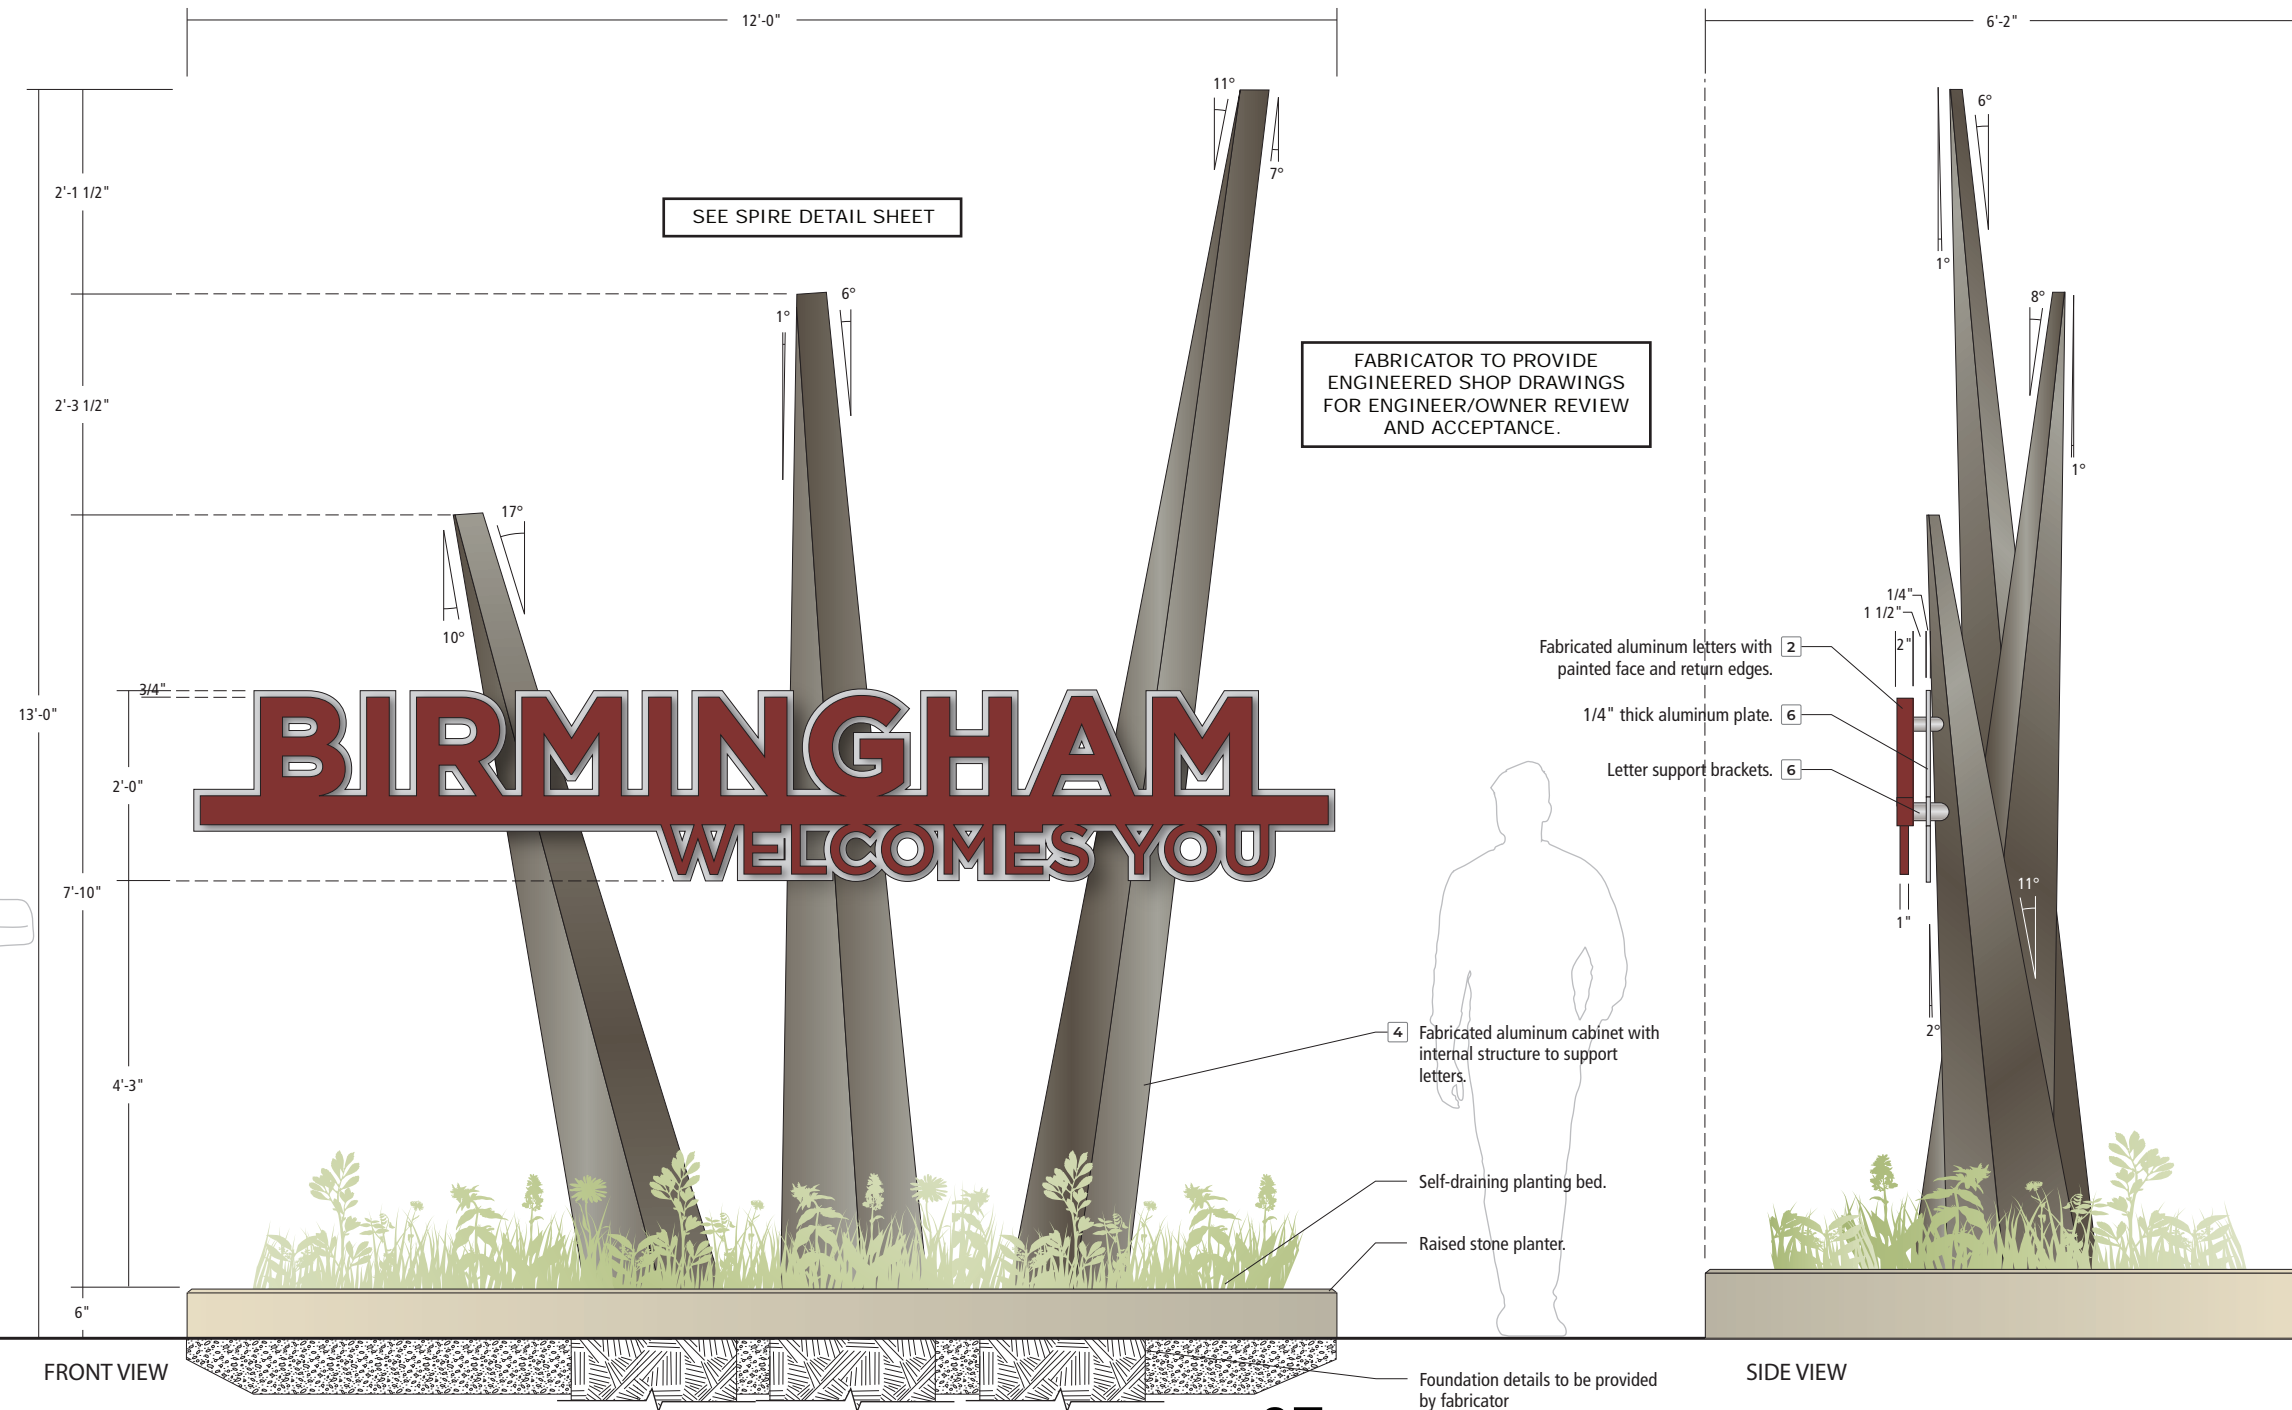 12'-0"
6'-2"
11°
7°
6°
1°
2'-1 1/2"
SEE SPIRE DETAIL SHEET
6°
1°
8°
1°
FABRICATOR TO PROVIDE
ENGINEERED SHOP DRAWINGS
FOR ENGINEER/OWNER REVIEW
AND ACCEPTANCE.
2'-3 1/2"
17°
10°
1/4"
1 1/2"
2"
Fabricated aluminum letters with 2
painted face and return edges.
1/4" thick aluminum plate. 6
Letter support brackets. 6
3/4"
13'-0"
2'-0"
BIRMINGHAM
WELCOMES YOU
7'-10"
11°
1"
2°
4 Fabricated aluminum cabinet with
internal structure to support
letters.
4'-3"
Self-draining planting bed.
Raised stone planter.
6"
FRONT VIEW
SIDE VIEW
Foundation details to be provided
by fabricator